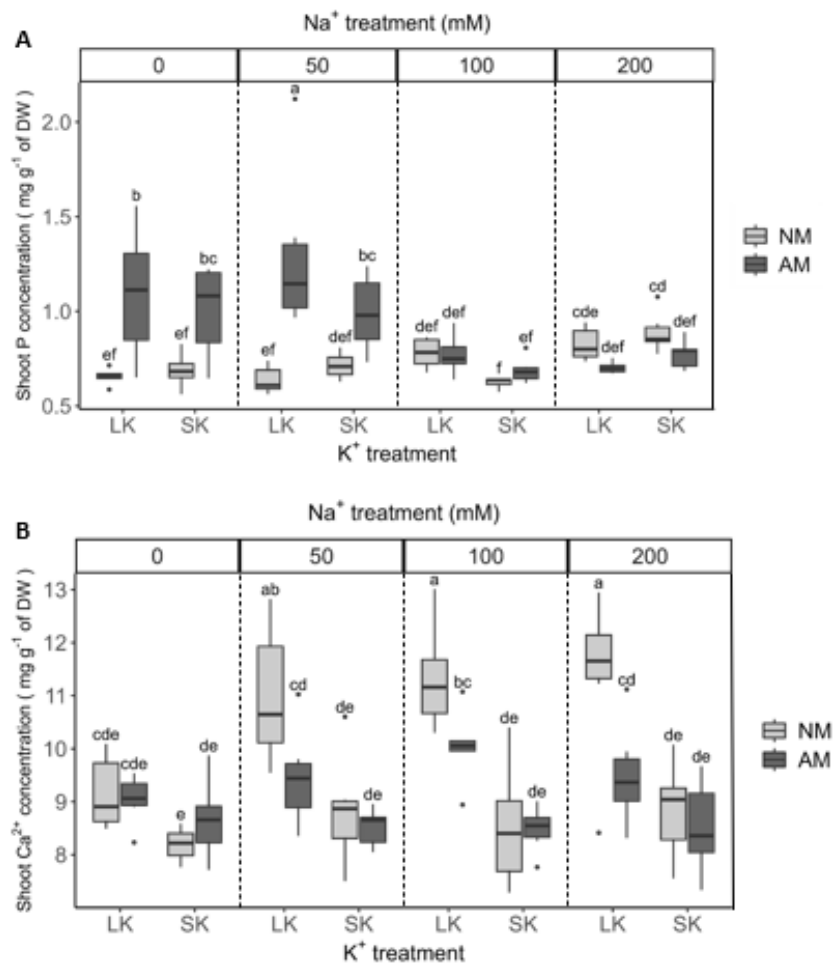 A
Na+ treatment (mM)
0 50 100 200
Shoot P concentration ( mg g-1 of DW)
2.0
1.5
1.0
0.5
ef b ef bc
ef a def bc
def def f ef
cde def cd def
LK SK LK SK LK SK LK SK
K+ treatment
NM
AM
B
Na+ treatment (mM)
0 50 100 200
Shoot Ca2+ concentration ( mg g-1 of DW)
13
12
11
10
9
8
cde cde e de
ab cd de de
a bc de de
a cd de de
LK SK LK SK LK SK LK SK
K+ treatment
NM
AM